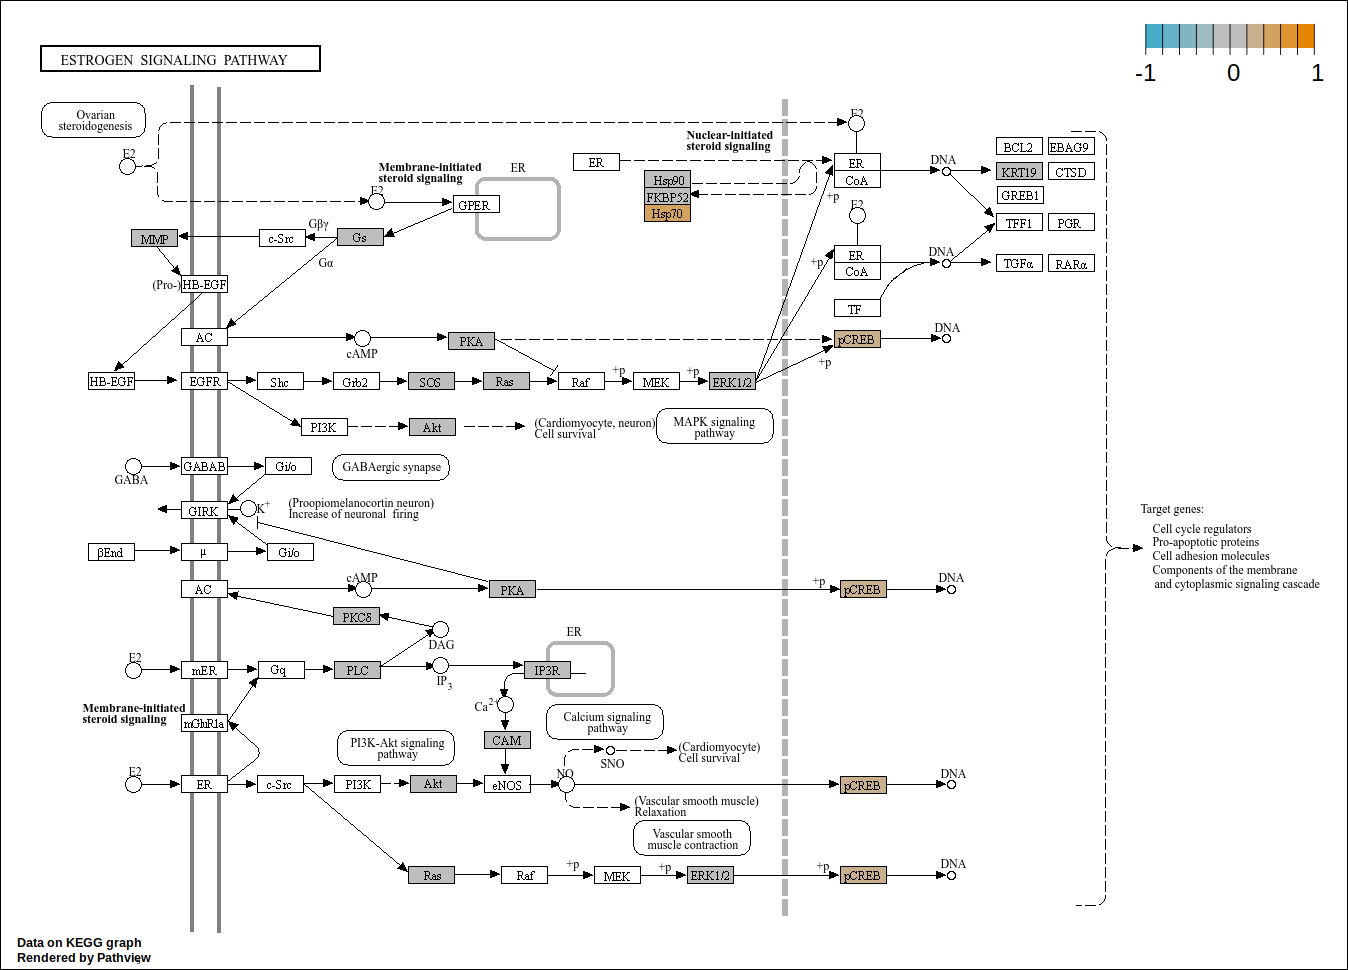 ESTROGEN SIGNALING PATHWAY
-1 0 1
Ovarian
steroidogenesis
E2
E2
Nuclear-initiated
steroid signaling
BCL2 EBAG9
E2
Membrane-initiated
steroid signaling
ER
ER
ER
CoA
DNA
KRT19 CTSD
Hsp90
FKBP52
Hsp70
GREB1
E2
GPER
+p
E2
TFF1 PGR
Gβγ
MMP
c-Src
Gs
Gα
ER
CoA
+p
DNA
TGFα RARα
(Pro-) HB-EGF
TF
AC
cAMP
PKA
pCREB
DNA
+p
HB-EGF
EGFR
Shc
Grb2
SOS
Ras
Raf
+p
MEK
+p
ERK1/2
PI3K
Akt
(Cardiomyocyte, neuron)
Cell survival
MAPK signaling
pathway
GABA
GABAB
Gi/o
GABAergic synapse
GIRK
K+
(Propiomelanocortin neuron)
Increase of neuronal firing
βEnd
μ
Gi/o
Target genes:
Cell cycle regulators
Pro-apoptotic proteins
Cell adhesion molecules
Components of the membrane
and cytoplasmic signaling cascade
AC
cAMP
PKA
+p
pCREB
DNA
PKCδ
DAG
E2
mER
Gq
PLC
IP3
ER
IP3R
Membrane-initiated
steroid signaling
mGluR1a
Ca2+
Calcium signaling
pathway
PI3K-Akt signaling
pathway
CAM
(Cardiomyocyte)
Cell survival
SNO
E2
ER
c-Src
PI3K
Akt
eNOS
NO
pCREB
DNA
(Vascular smooth muscle)
Relaxation
Vascular smooth
muscle contraction
Ras
Raf
+p
MEK
+p
ERK1/2
+p
pCREB
DNA
Data on KEGG graph
Rendered by Pathview